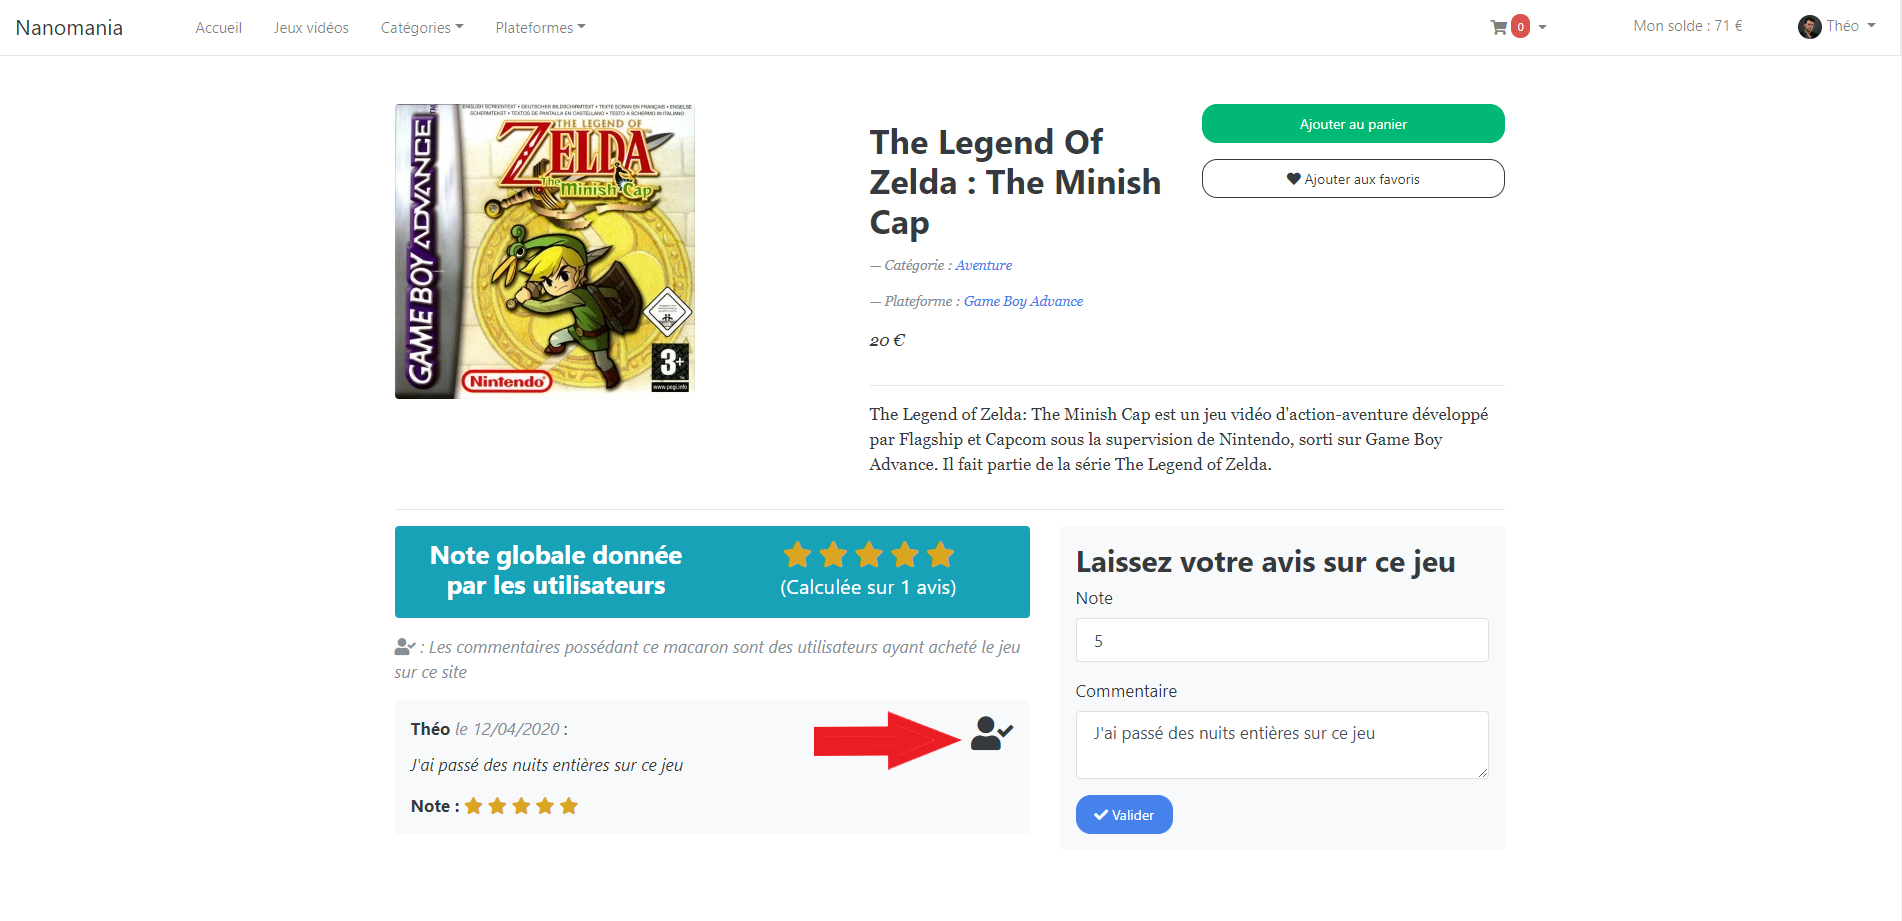 Nanomania
Accueil
Jeux vidéos
Catégories
Plateformes
0
Mon solde : 71 €
Théo
ENGLISH SCREENTEXT • DEUTSCHER BILDSCHIRMTEXT • TEXTE ECRAN EN FRANÇAIS • ENGELSE
SCHERMTEKST • TEXTOS DE PANTALLA EN CASTELLANO • TESTO A SCHERMO IN ITALIANO
GAME BOY ADVANCE
TM
THE LEGEND OF
ZELDA
The
Minish Cap
Nintendo
3+
www.pegi.info
The Legend Of
Zelda : The Minish
Cap
— Catégorie : Aventure
— Plateforme : Game Boy Advance
20 €
Ajouter au panier
Ajouter aux favoris
The Legend of Zelda: The Minish Cap est un jeu vidéo d'action-aventure développé
par Flagship et Capcom sous la supervision de Nintendo, sorti sur Game Boy
Advance. Il fait partie de la série The Legend of Zelda.
Note globale donnée
par les utilisateurs
(Calculée sur 1 avis)
: Les commentaires possédant ce macaron sont des utilisateurs ayant acheté le jeu
sur ce site
Théo le 12/04/2020 :
J'ai passé des nuits entières sur ce jeu
Note :
Laissez votre avis sur ce jeu
Note
5
Commentaire
J'ai passé des nuits entières sur ce jeu
Valider